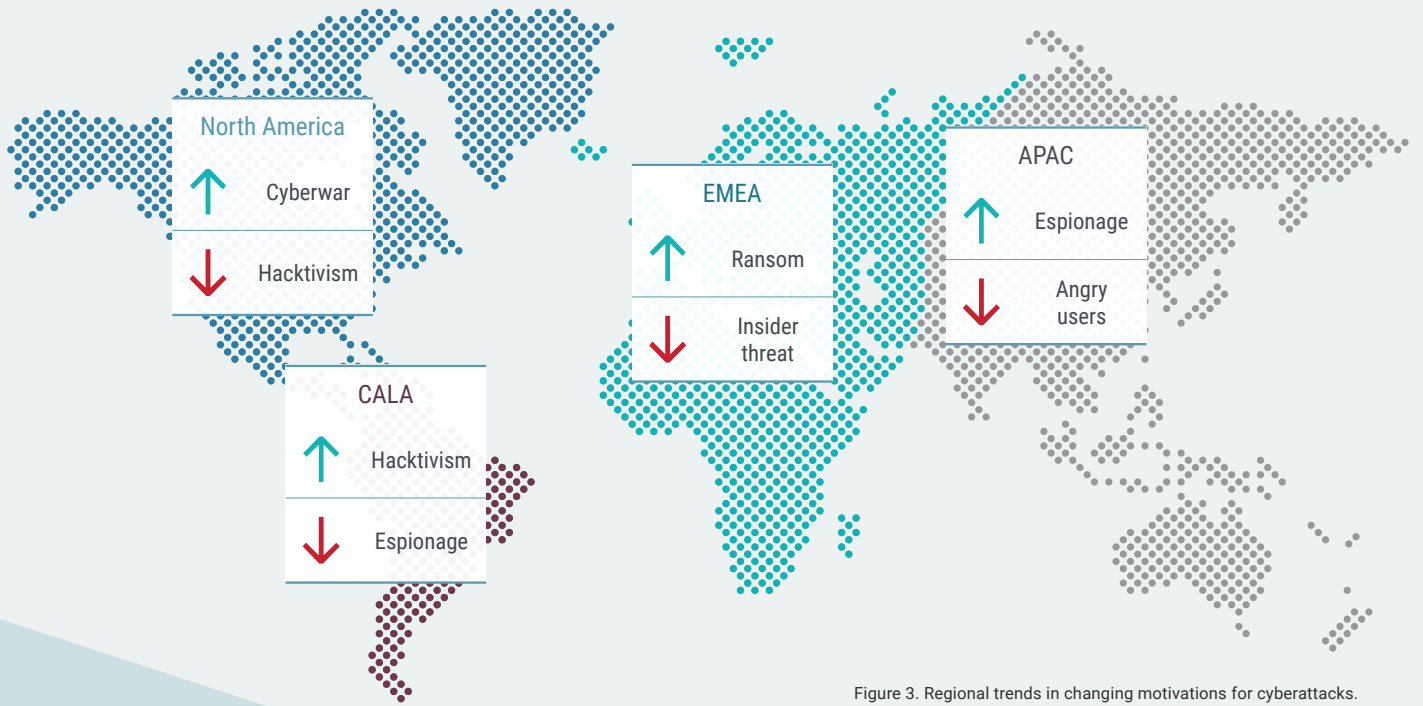 North America
Cyberwar
Hacktivism
CALA
Hacktivism
Espionage
EMEA
Ransom
Insider
threat
APAC
Espionage
Angry
users
Figure 3. Regional trends in changing motivations for cyberattacks.